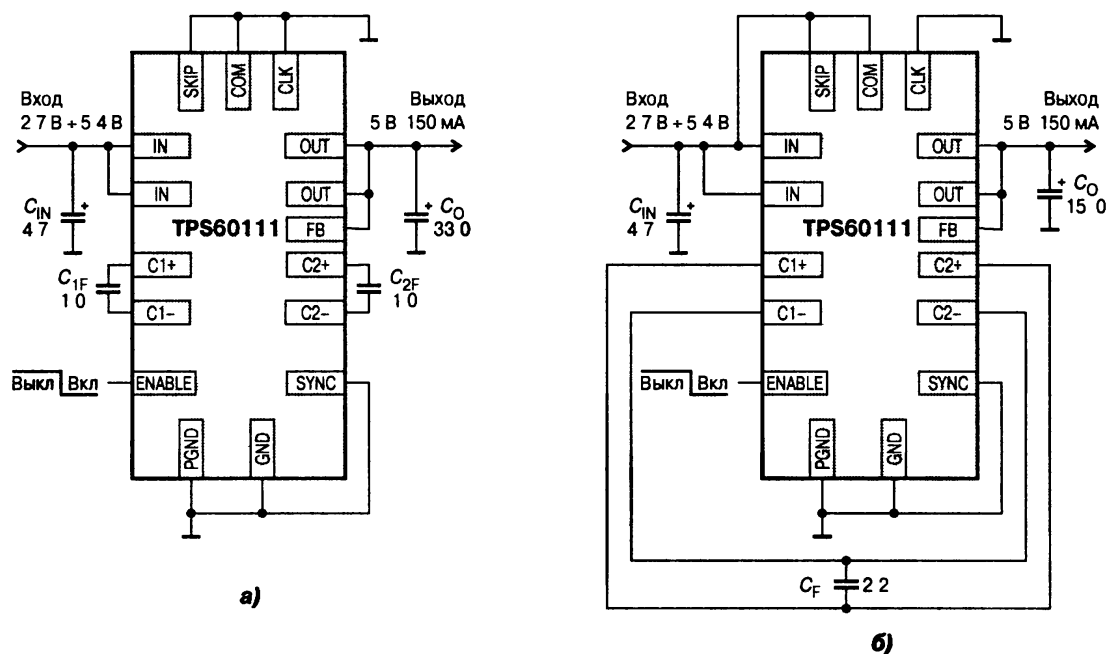 SKIP
COM
CLK
Вход
2 7 В + 5 4 В
Выход
5 В 150 мА
IN
OUT
IN
OUT
CIN
4 7
+
TPS60111
FB
+ CO
33 0
C1+
C2+
C1F
1 0
C2F
1 0
C1–
C2–
Выкл Вкл
ENABLE
SYNC
PGND
GND
а)
SKIP
COM
CLK
Вход
2 7 В + 5 4 В
Выход
5 В 150 мА
IN
OUT
IN
OUT
+ CO
15 0
CIN
4 7
+
TPS60111
FB
C1+
C2+
C1–
C2–
Выкл Вкл
ENABLE
SYNC
PGND
GND
CF
2 2
б)